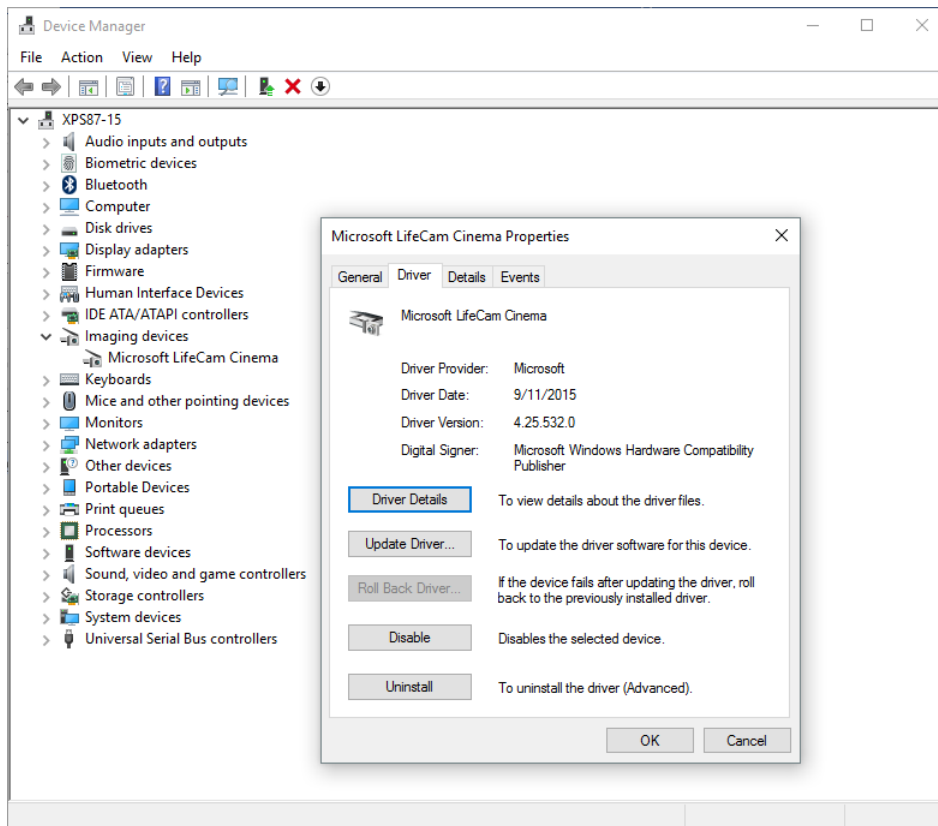 Device Manager
File Action View Help
XPS87-15
Audio inputs and outputs
Biometric devices
Bluetooth
Computer
Disk drives
Display adapters
Firmware
Human Interface Devices
IDE ATA/ATAPI controllers
Imaging devices
Microsoft LifeCam Cinema
Keyboards
Mice and other pointing devices
Monitors
Network adapters
Other devices
Portable Devices
Print queues
Processors
Software devices
Sound, video and game controllers
Storage controllers
System devices
Universal Serial Bus controllers
Microsoft LifeCam Cinema Properties
General Driver Details Events
Microsoft LifeCam Cinema
Driver Provider: Microsoft
Driver Date: 9/11/2015
Driver Version: 4.25.532.0
Digital Signer: Microsoft Windows Hardware Compatibility
Publisher
Driver Details To view details about the driver files.
Update Driver... To update the driver software for this device.
Roll Back Driver... If the device fails after updating the driver, roll
back to the previously installed driver.
Disable Disables the selected device.
Uninstall To uninstall the driver (Advanced).
OK Cancel